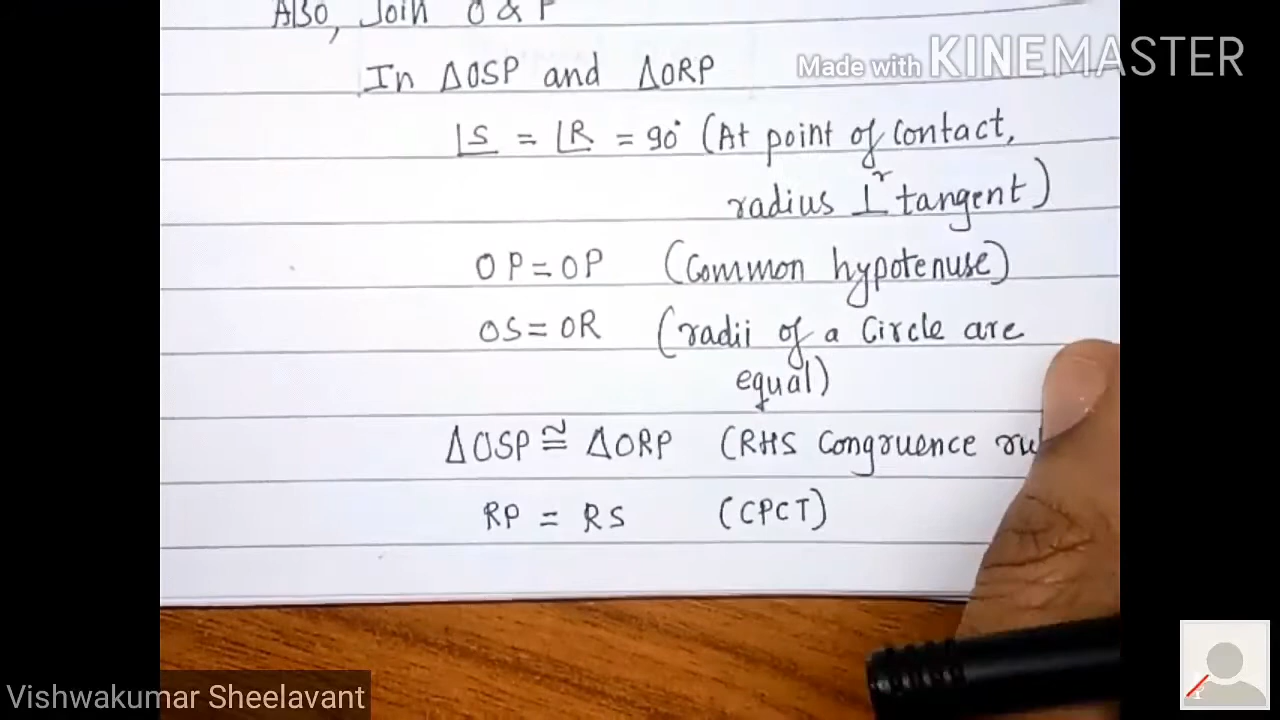 Also, Join O & P
Made with KINEMASTER
In ΔOSP and ΔORP
∠S = ∠R = 90° (At point of contact,
radius ⊥r tangent)
OP = OP (Common hypotenuse)
OS = OR (radii of a Circle are
equal)
ΔOSP ≅ ΔORP (RHS Congruence
RP = RS (CPCT)
Vishwakumar Sheelavant